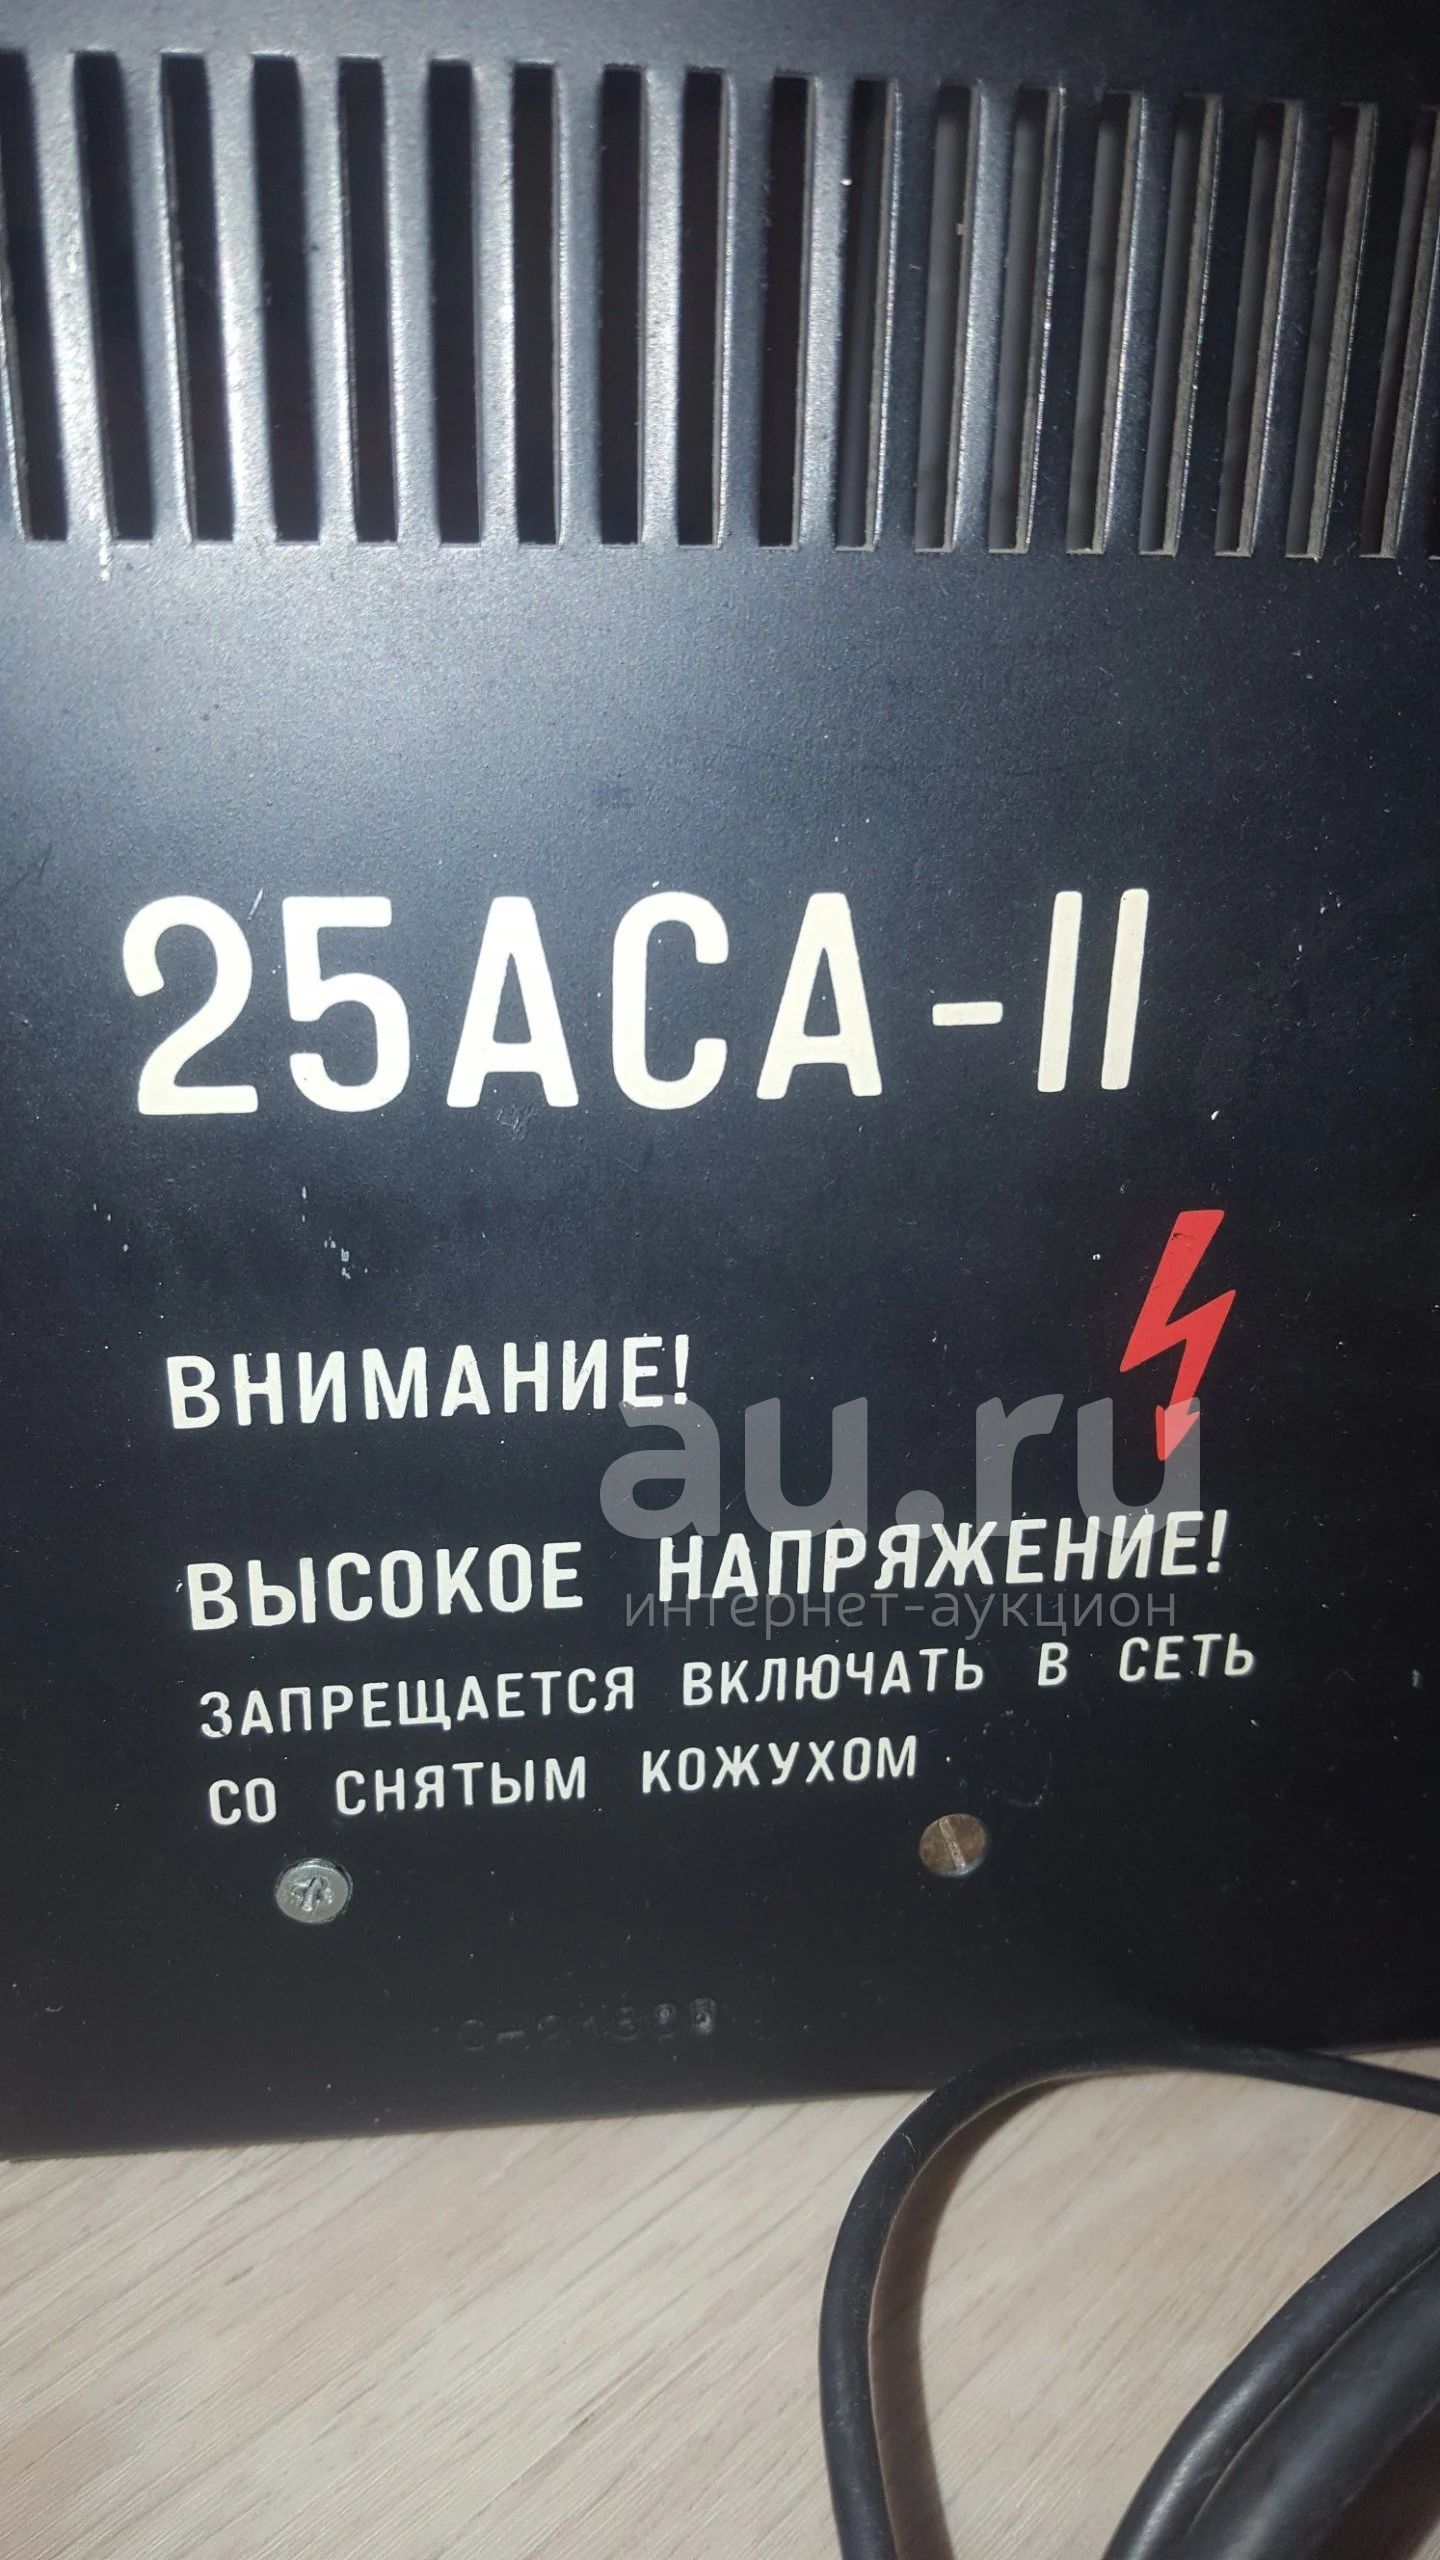 25АСА-II
ВНИМАНИЕ!
au.ru
ВЫСОКОЕ НАПРЯЖЕНИЕ!
интернет-аукцион
ЗАПРЕЩАЕТСЯ ВКЛЮЧАТЬ В СЕТЬ
СО СНЯТЫМ КОЖУХОМ